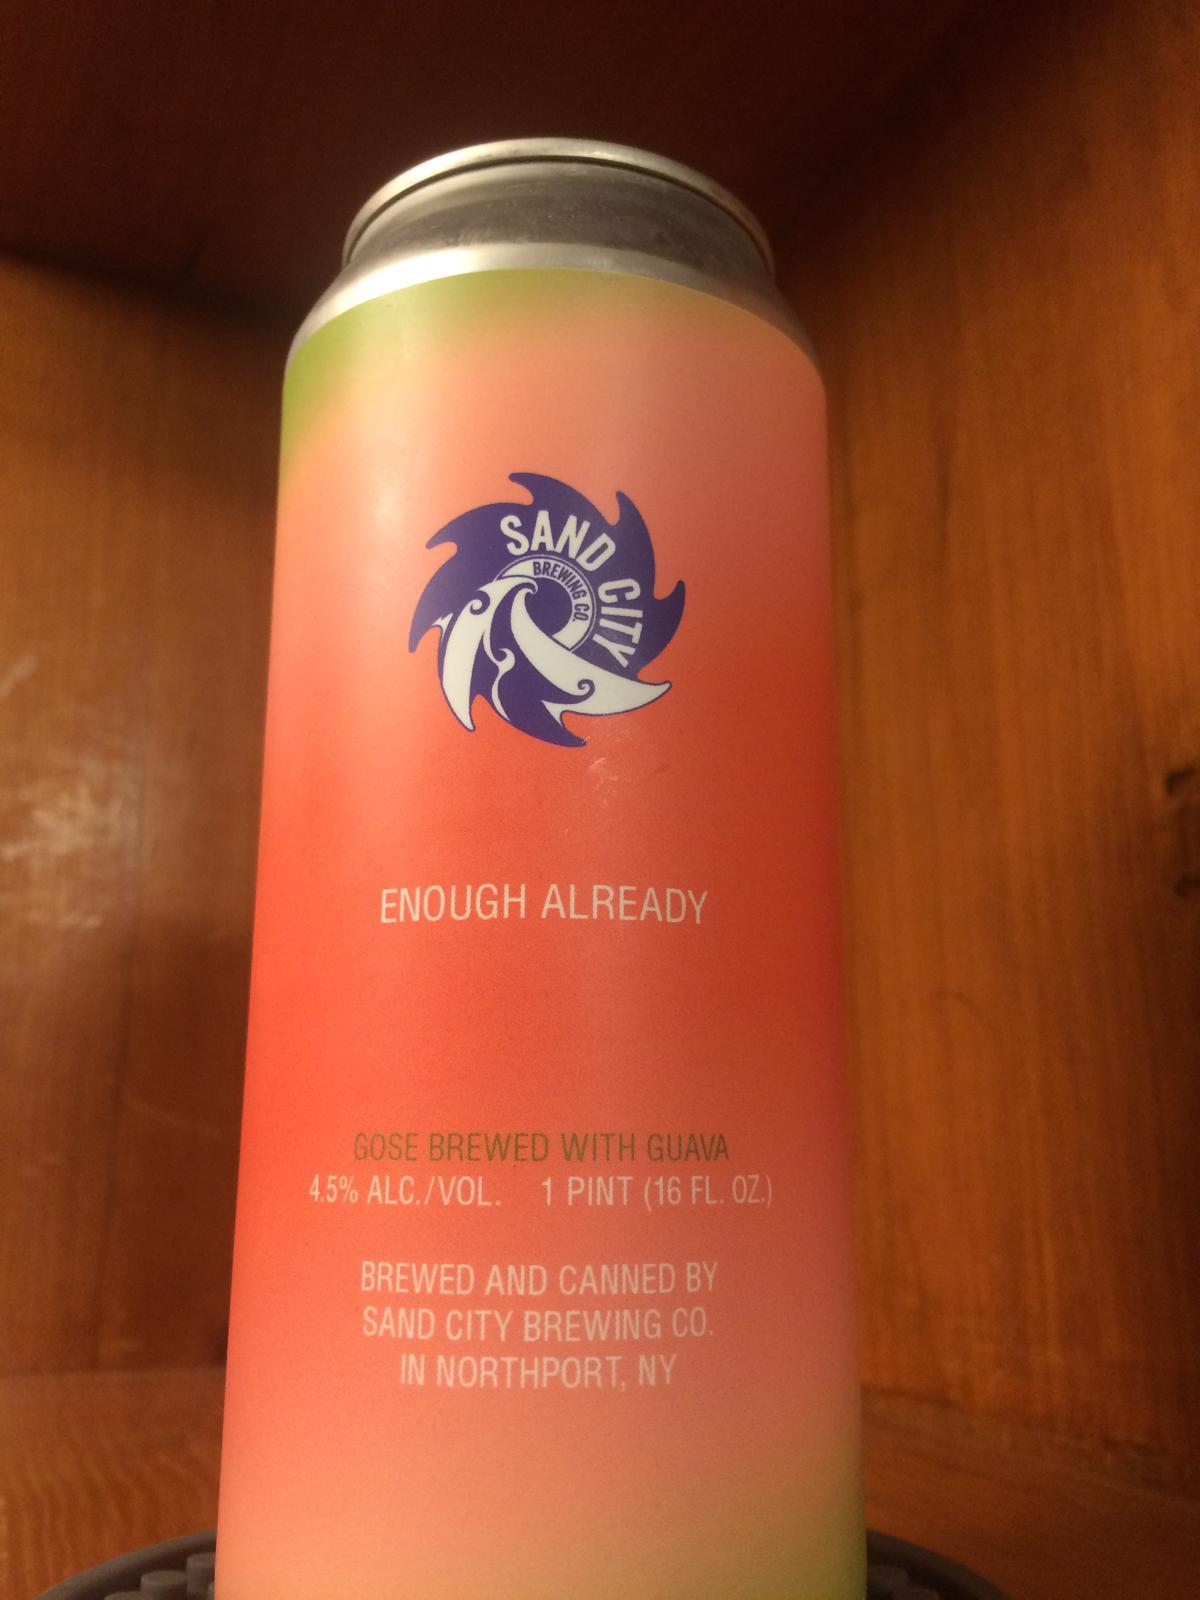 SAND CITY
BREWING CO.
ENOUGH ALREADY
GOSE BREWED WITH GUAVA
4.5% ALC./VOL. 1 PINT (16 FL. OZ.)
BREWED AND CANNED BY
SAND CITY BREWING CO.
IN NORTHPORT, NY